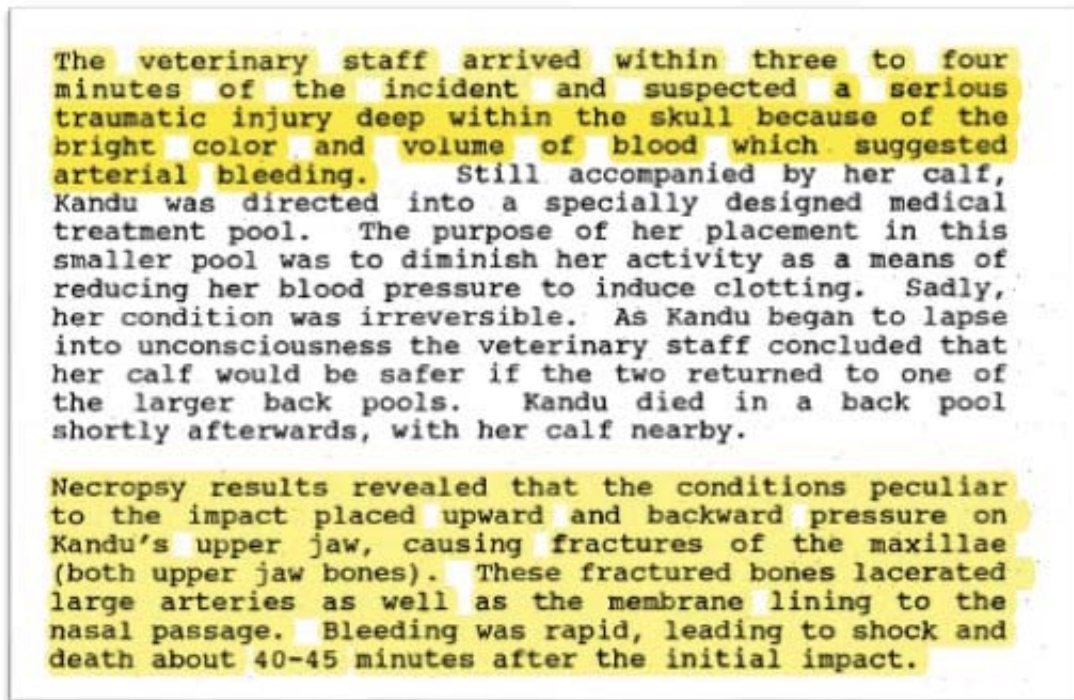 The veterinary staff arrived within three to four
minutes of the incident and suspected a serious
traumatic injury deep within the skull because of the
bright color and volume of blood which suggested
arterial bleeding. Still accompanied by her calf,
Kandu was directed into a specially designed medical
treatment pool. The purpose of her placement in this
smaller pool was to diminish her activity as a means of
reducing her blood pressure to induce clotting. Sadly,
her condition was irreversible. As Kandu began to lapse
into unconsciousness the veterinary staff concluded that
her calf would be safer if the two returned to one of
the larger back pools. Kandu died in a back pool
shortly afterwards, with her calf nearby.
Necropsy results revealed that the conditions peculiar
to the impact placed upward and backward pressure on
Kandu's upper jaw, causing fractures of the maxillae
(both upper jaw bones). These fractured bones lacerated
large arteries as well as the membrane lining to the
nasal passage. Bleeding was rapid, leading to shock and
death about 40-45 minutes after the initial impact.